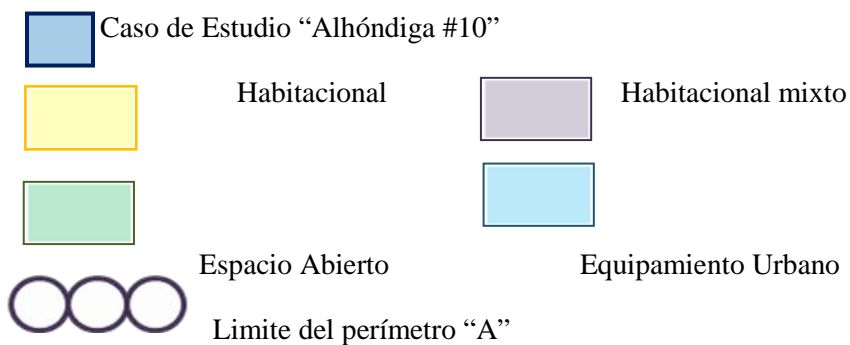 Caso de Estudio “Alhóndiga #10”
Habitacional Habitacional mixto
Espacio Abierto Equipamiento Urbano
Limite del perímetro “A”